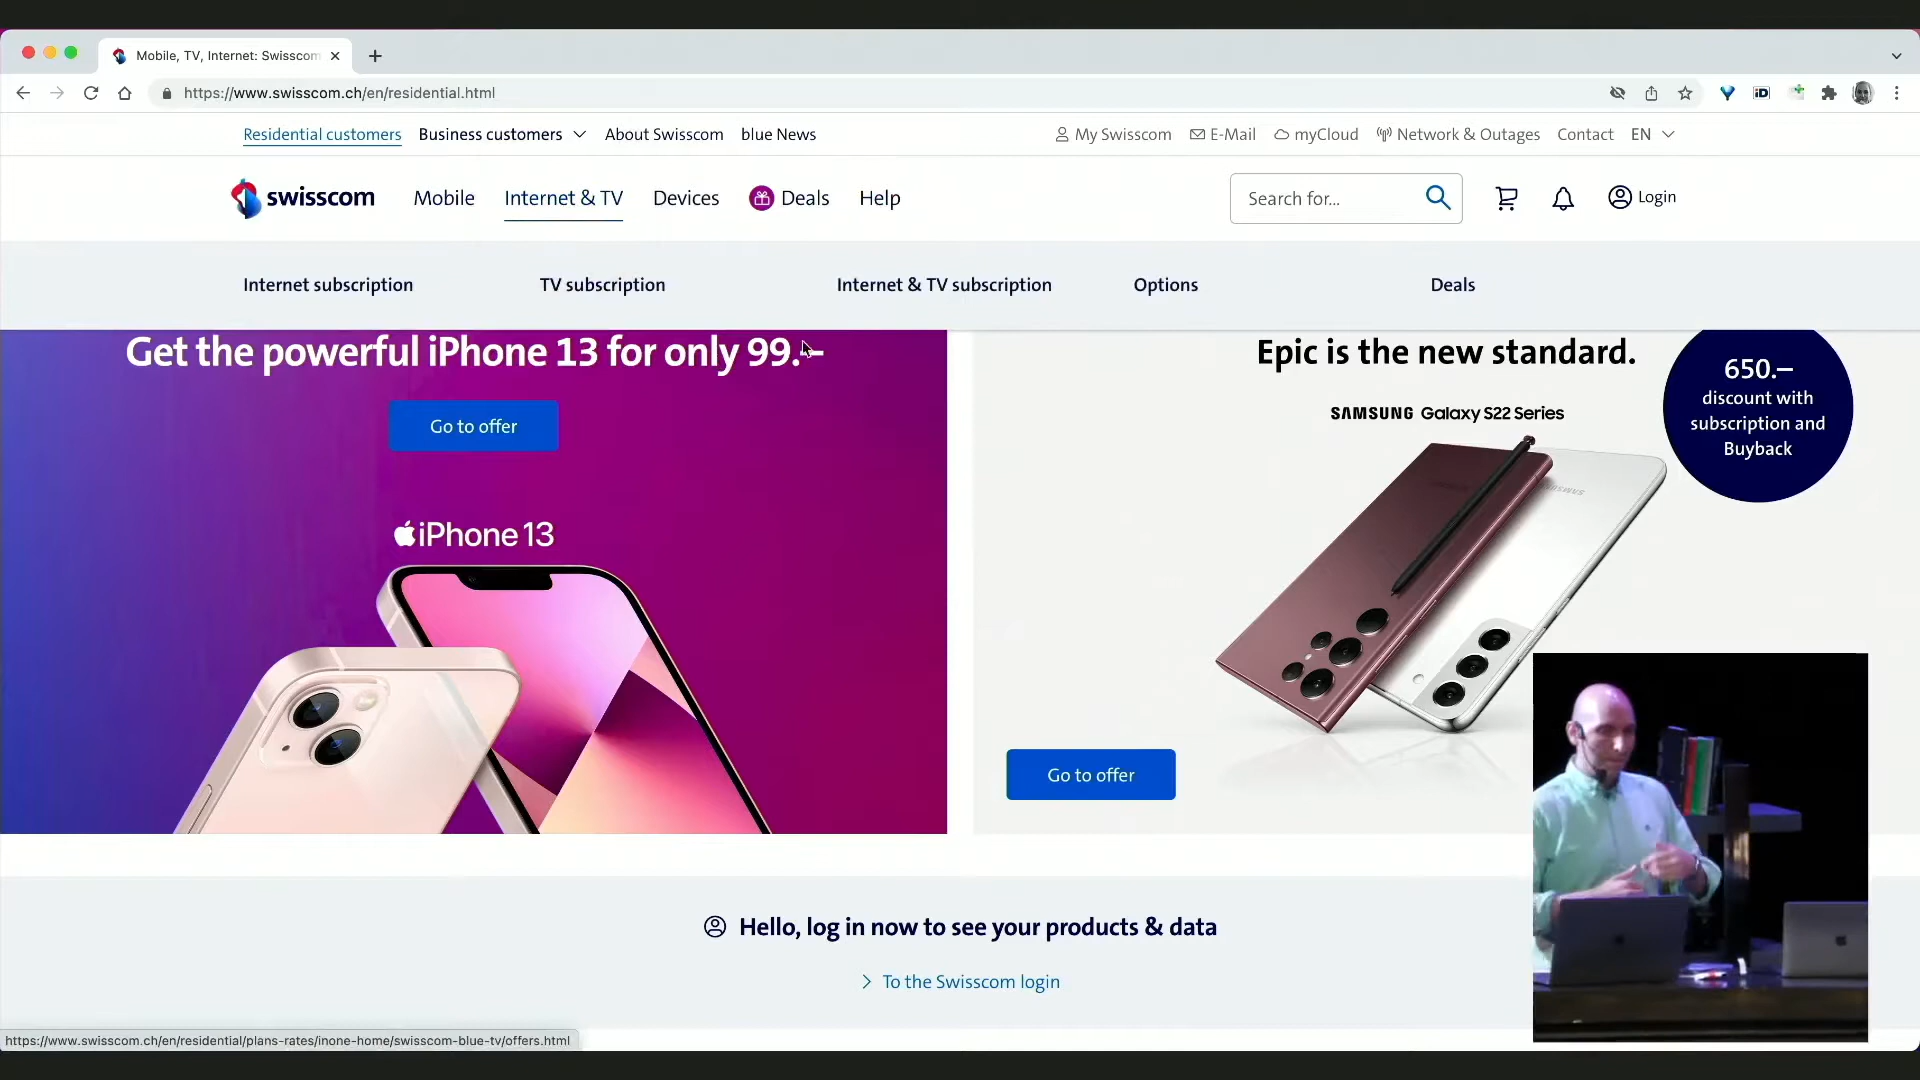 Mobile, TV, Internet: Swisscom
https://www.swisscom.ch/en/residential.html
iD
Residential customers Business customers About Swisscom blue News My Swisscom E-Mail myCloud Network & Outages Contact EN
swisscom Mobile Internet & TV Devices Deals Help Search for... Login
Internet subscription TV subscription Internet & TV subscription Options Deals
Get the powerful iPhone 13 for only 99.–
Go to offer
iPhone 13
Epic is the new standard.
SAMSUNG Galaxy S22 Series
650.–
discount with
subscription and
Buyback
SAMSUNG
Go to offer
Hello, log in now to see your products & data
To the Swisscom login
https://www.swisscom.ch/en/residential/plans-rates/inone-home/swisscom-blue-tv/offers.html